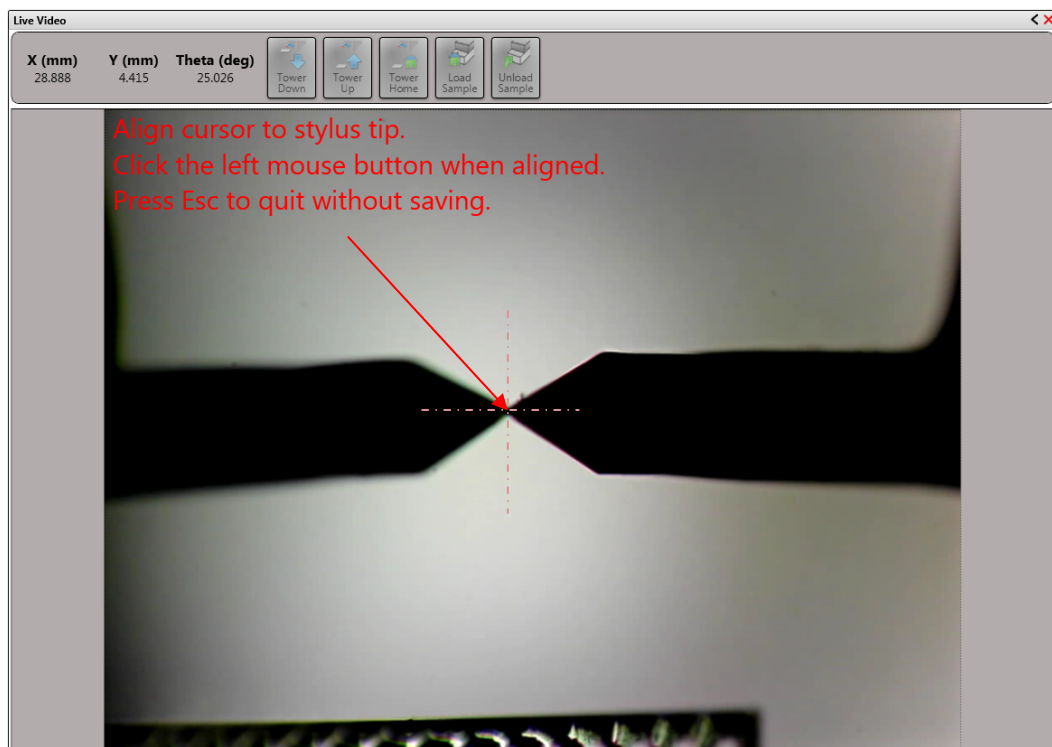 Live Video
X (mm) Y (mm) Theta (deg)
28.888 4.415 25.026
Tower Down
Tower Up
Tower Home
Load Sample
Unload Sample
Align cursor to stylus tip.
Click the left mouse button when aligned.
Press Esc to quit without saving.